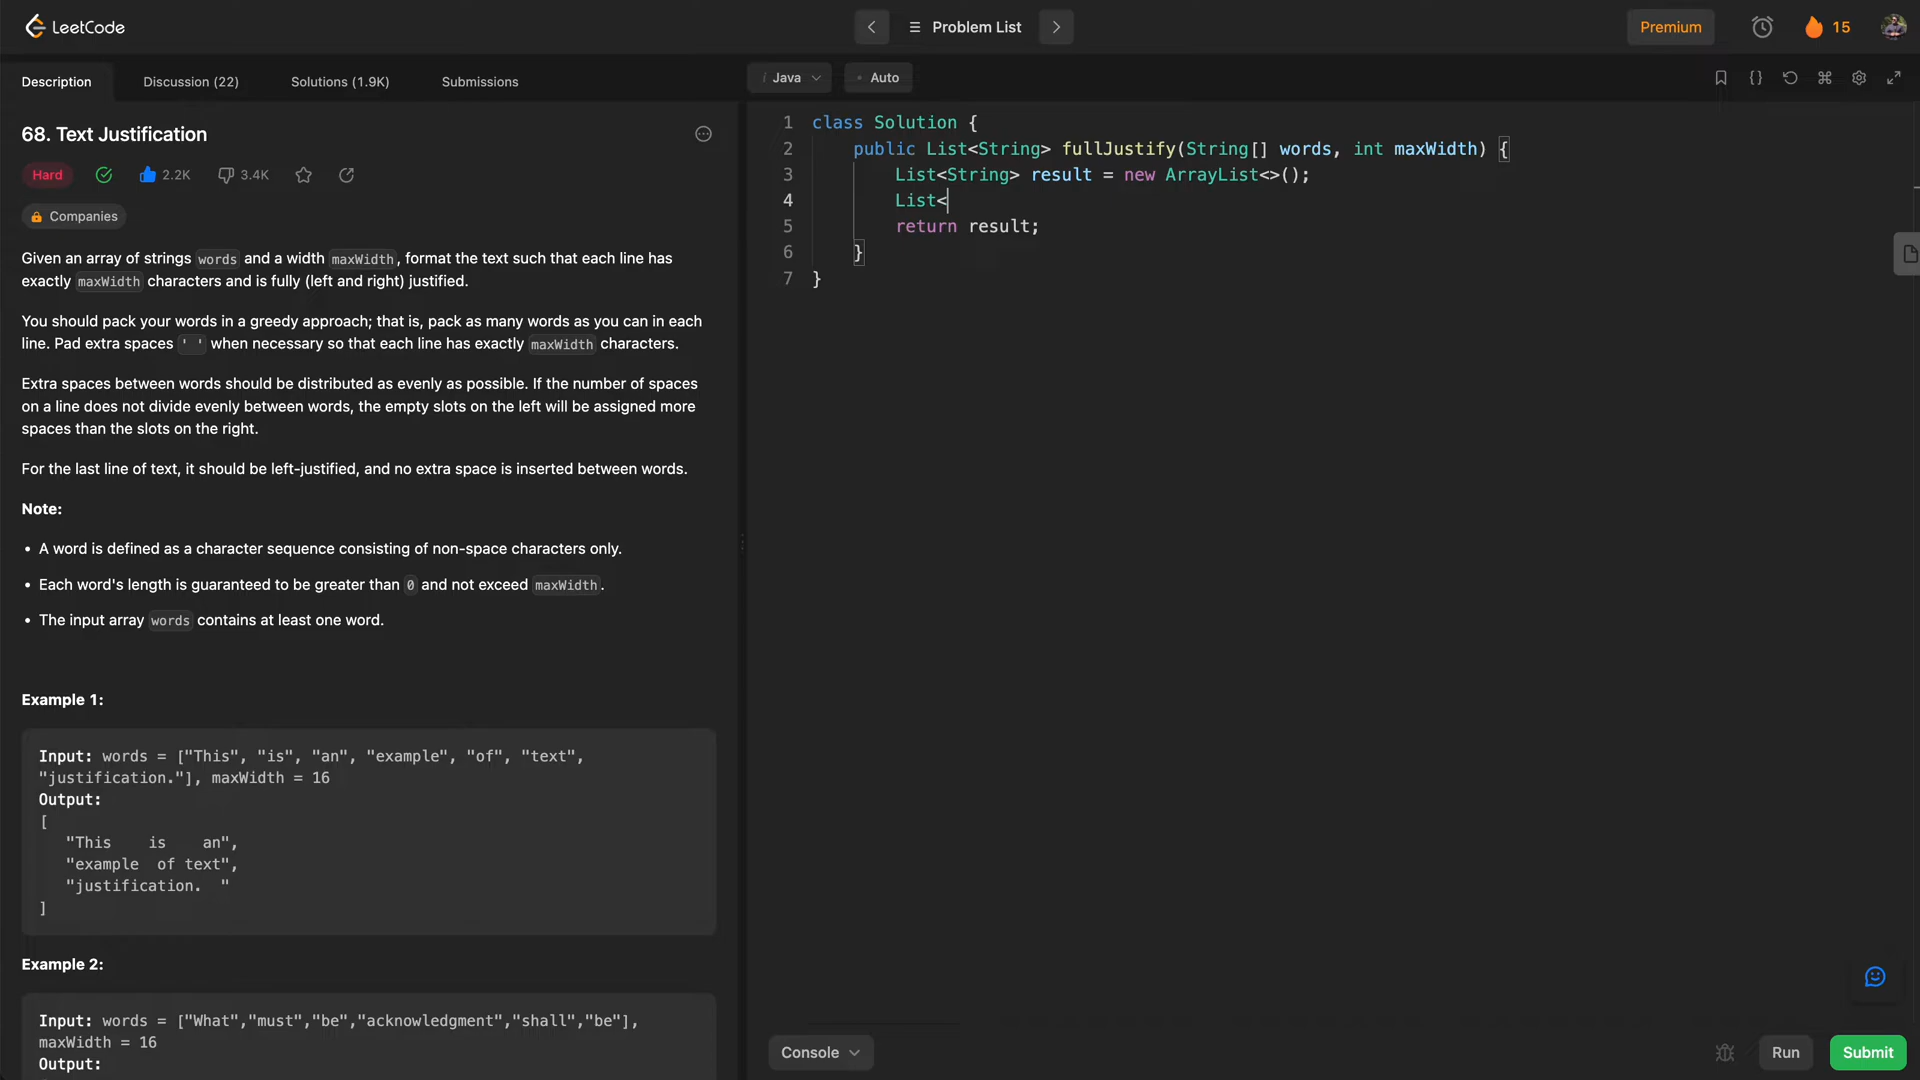 LeetCode
Problem List
Premium
15
Description
Discussion (22)
Solutions (1.9K)
Submissions
Java
Auto
68. Text Justification
Hard
2.2K
3.4K
Companies
Given an array of strings words and a width maxWidth, format the text such that each line has
exactly maxWidth characters and is fully (left and right) justified.
You should pack your words in a greedy approach; that is, pack as many words as you can in each
line. Pad extra spaces ' ' when necessary so that each line has exactly maxWidth characters.
Extra spaces between words should be distributed as evenly as possible. If the number of spaces
on a line does not divide evenly between words, the empty slots on the left will be assigned more
spaces than the slots on the right.
For the last line of text, it should be left-justified, and no extra space is inserted between words.
Note:
• A word is defined as a character sequence consisting of non-space characters only.
• Each word's length is guaranteed to be greater than 0 and not exceed maxWidth.
• The input array words contains at least one word.
Example 1:
Input: words = ["This", "is", "an", "example", "of", "text",
"justification."], maxWidth = 16
Output:
[
   "This    is    an",
   "example  of text",
   "justification.  "
]
Example 2:
Input: words = ["What","must","be","acknowledgment","shall","be"],
maxWidth = 16
Output:
1 class Solution {
2     public List<String> fullJustify(String[] words, int maxWidth) {
3         List<String> result = new ArrayList<>();
4         List<
5         return result;
6     }
7 }
Console
Run
Submit